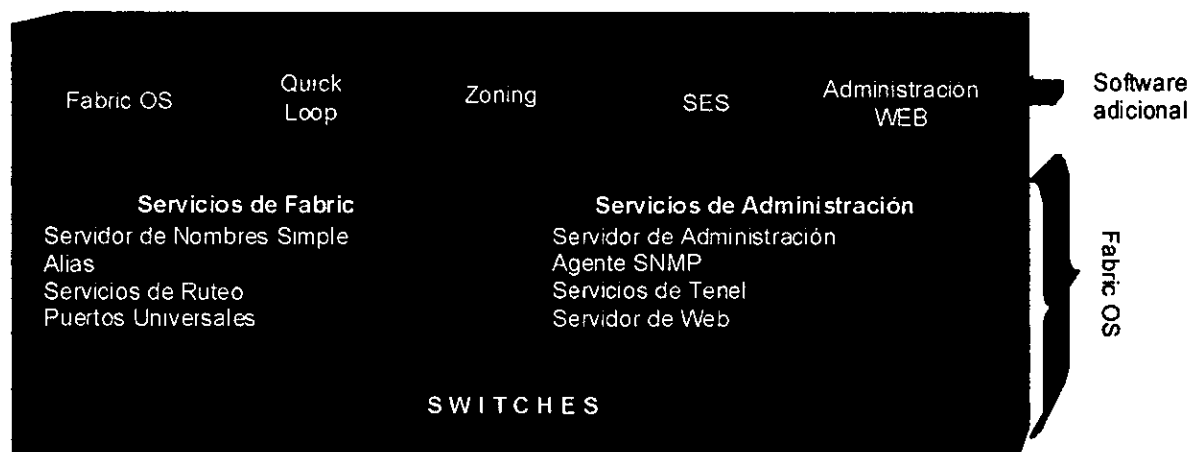 Fabric OS
Quick
Loop
Zoning
SES
Administración
WEB
Software
adicional
Servicios de Fabric
Servidor de Nombres Simple
Alias
Servicios de Ruteo
Puertos Universales
Servicios de Administración
Servidor de Administración
Agente SNMP
Servicios de Tenel
Servidor de Web
Fabric OS
SWITCHES